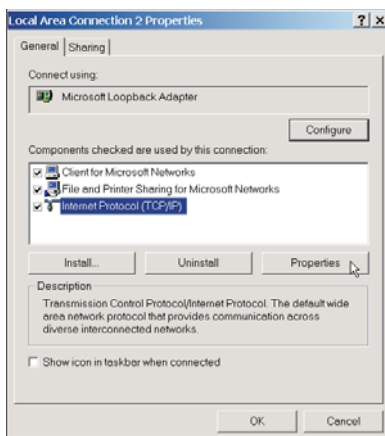 Local Area Connection 2 Properties
General
Sharing
Connect using:
Microsoft Loopback Adapter
Configure
Components checked are used by this connection:
Client for Microsoft Networks
File and Printer Sharing for Microsoft Networks
Internet Protocol (TCP/IP)
Install...
Uninstall
Properties
Description
Transmission Control Protocol/Internet Protocol. The default wide
area network protocol that provides communication across
diverse interconnected networks.
Show icon in taskbar when connected
OK
Cancel